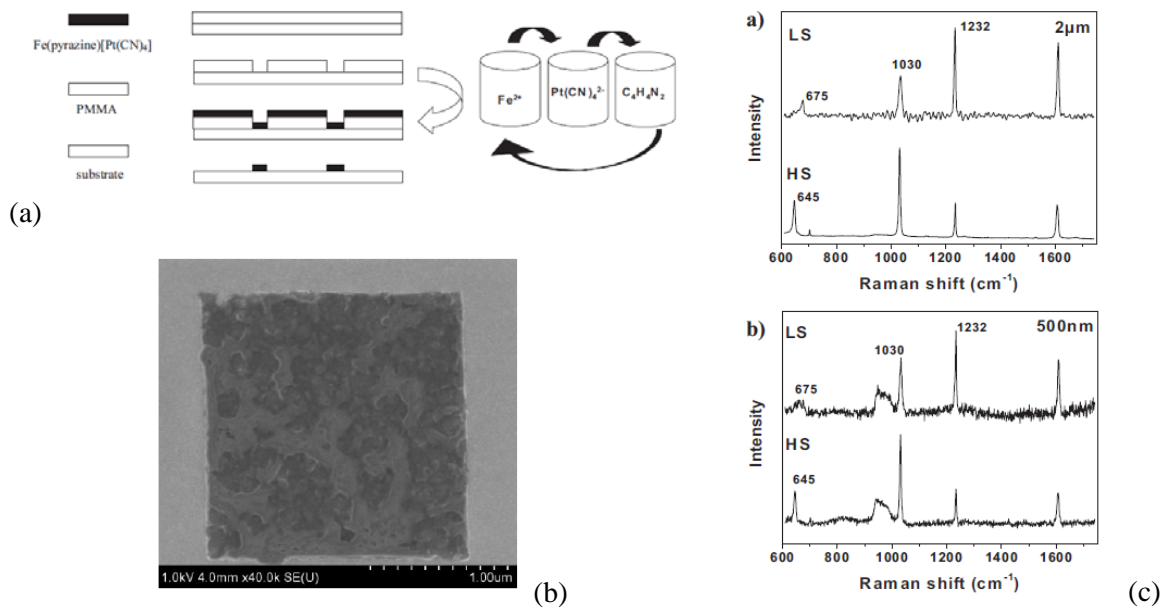 Fe(pyrazine)[Pt(CN)₄]
PMMA
substrate
Fe²⁺
Pt(CN)₄²⁻
C₄H₄N₂
(a)
1.0kV 4.0mm x40.0k SE(U)
1.00um
(b)
a)
LS
1232
2μm
1030
675
HS
645
Intensity
600 800 1000 1200 1400 1600
Raman shift (cm⁻¹)
b)
LS
1232
500nm
1030
675
HS
645
Intensity
600 800 1000 1200 1400 1600
Raman shift (cm⁻¹)
(c)